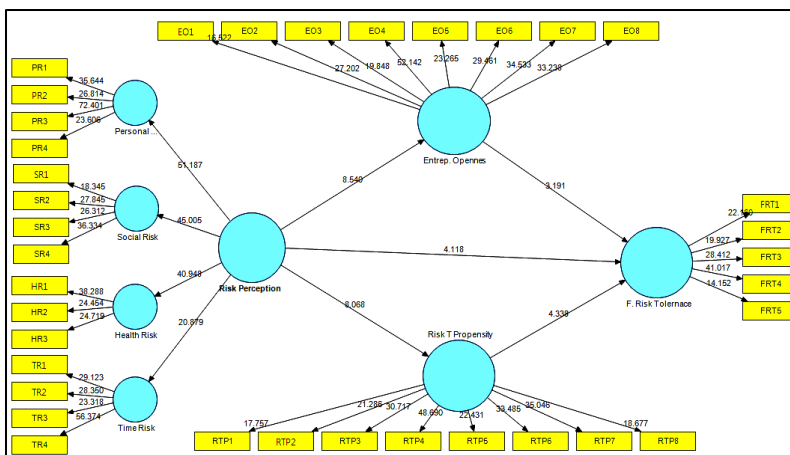 EO1
EO2
EO3
EO4
EO5
EO6
EO7
EO8
16.522
27.202
19.848
52.142
23.265
29.461
34.533
33.238
Entrep. Opennes
PR1
PR2
PR3
PR4
35.644
26.814
72.401
23.606
Personal ...
SR1
SR2
SR3
SR4
18.345
27.845
26.312
36.334
Social Risk
HR1
HR2
HR3
38.288
24.454
24.719
Health Risk
TR1
TR2
TR3
TR4
29.123
28.350
23.318
56.374
Time Risk
51.187
45.005
40.948
20.879
Risk Perception
8.540
4.118
8.068
3.191
4.338
FRT1
FRT2
FRT3
FRT4
FRT5
19.927
28.412
41.017
14.152
F. Risk Tolernace
Risk T Propensity
17.757
21.286
30.717
48.690
22.431
33.485
35.046
18.677
RTP1
RTP2
RTP3
RTP4
RTP5
RTP6
RTP7
RTP8